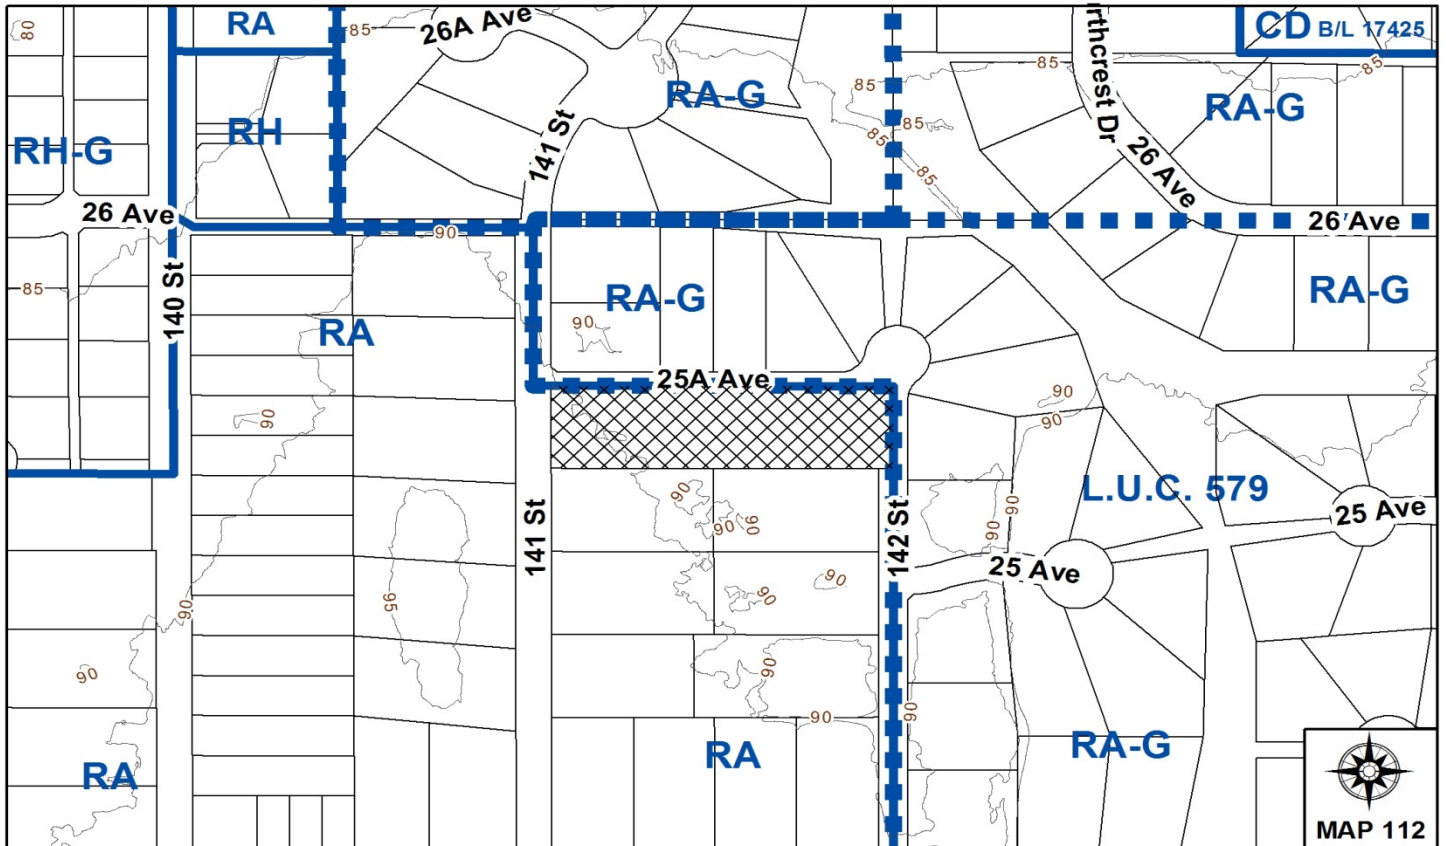 80
RA
85
26A Ave
rthcrest Dr
CD B/L 17425
85
85
RH-G
RH
141 St
RA-G
85
85
85
85
RA-G
26 Ave
26 Ave
90
26 Ave
85
140 St
RA
RA-G
90
RA-G
25A Ave
90
90
90
L.U.C. 579
90
90
90
90
90
25 Ave
141 St
142 St
25 Ave
95
90
90
90
90
90
90
90
RA
RA
RA-G
MAP 112